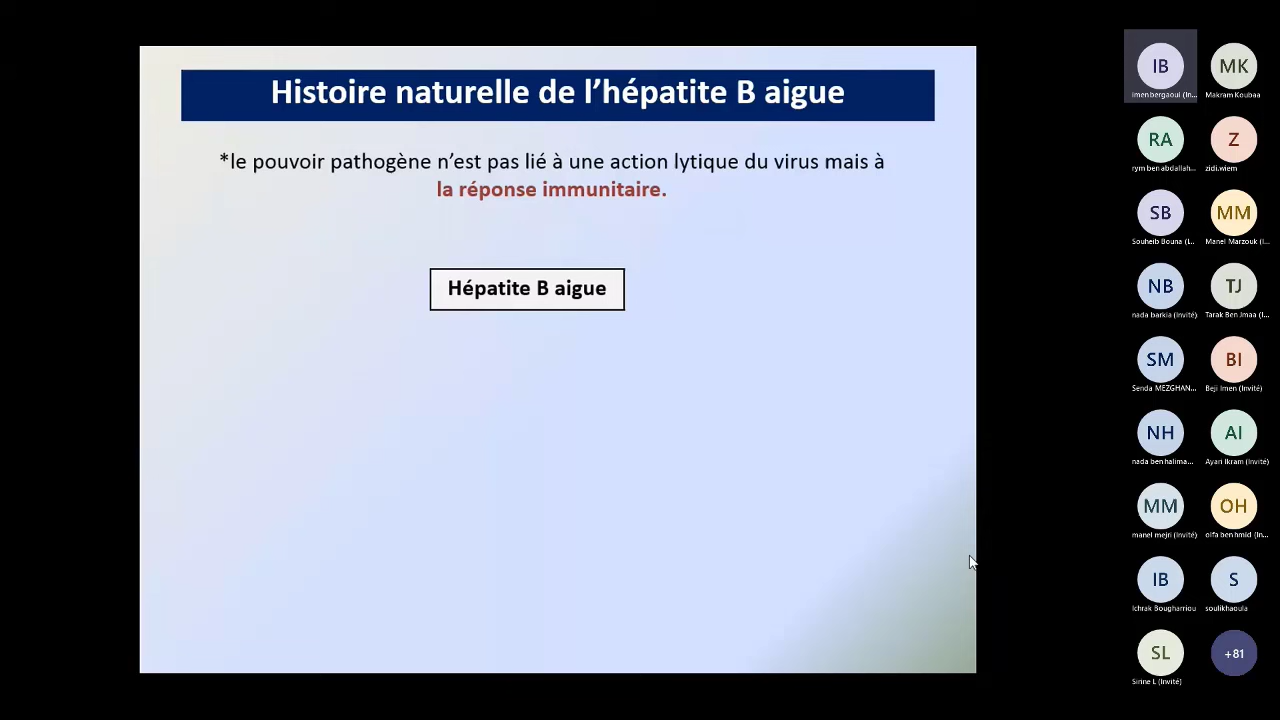 Histoire naturelle de l’hépatite B aigue
*le pouvoir pathogène n’est pas lié à une action lytique du virus mais à
la réponse immunitaire.
Hépatite B aigue
IB
MK
imen bergaoui (In...
Makram Koubaa
RA
Z
rym ben abdallah...
zidi.wiem
SB
MM
Souheib Bouna (I...
Manel Marzouk (I...
NB
TJ
nada barkia (Invité)
Tarak Ben Jmaa (I...
SM
BI
Senda MEZGHAN...
Beji Imen (Invité)
NH
AI
nada ben halima...
Ayari Ikram (Invité)
MM
OH
manel mejri (Invité)
olfa ben hmid (In...
IB
S
Ichrak Bougharriou
soulikhaoula
SL
+81
Sirine L (Invité)